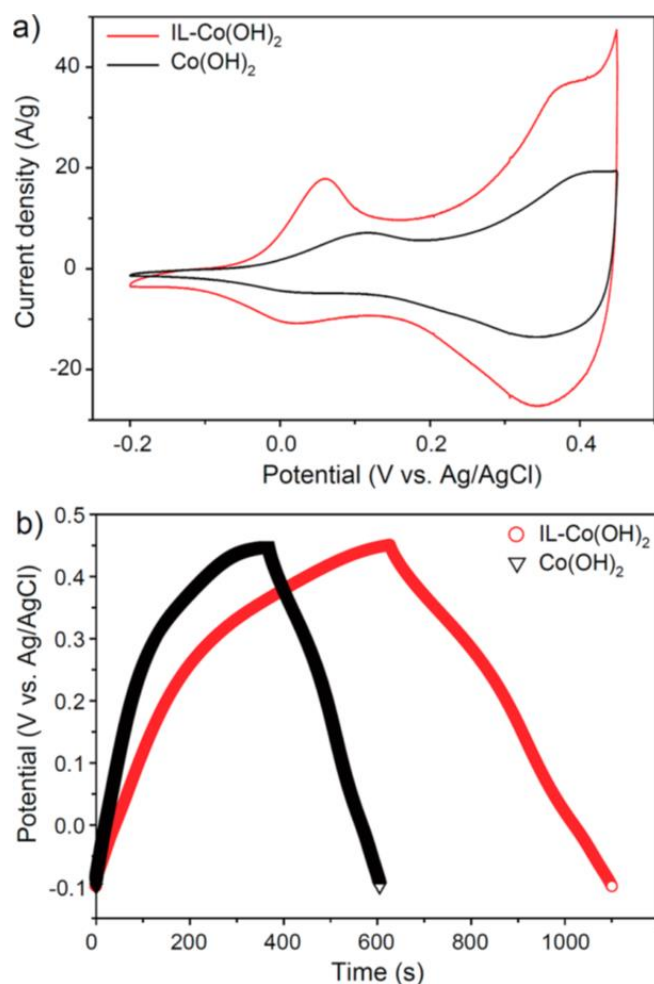 a)
IL-Co(OH)₂
Co(OH)₂
Current density (A/g)
40
20
0
-20
-0.2 0.0 0.2 0.4
Potential (V vs. Ag/AgCl)
b)
IL-Co(OH)₂
Co(OH)₂
Potential (V vs. Ag/AgCl)
0.5
0.4
0.3
0.2
0.1
0.0
-0.1
0 200 400 600 800 1000
Time (s)